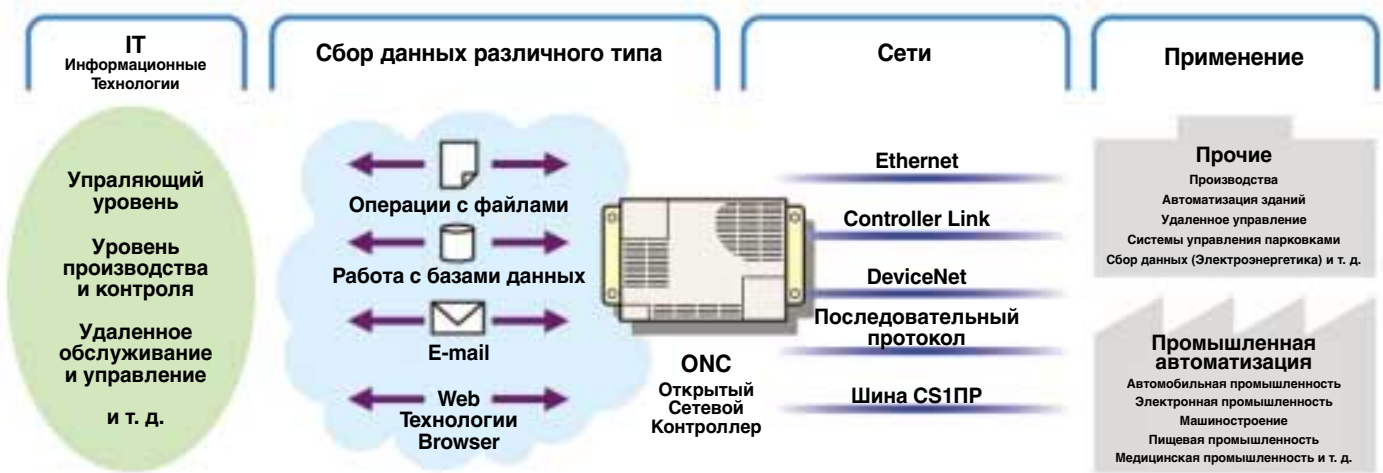 IT
Информационные
Технологии
Упраляющий
уровень
Уровень
производства
и контроля
Удаленное
обслуживание
и управление
и т. д.
Сбор данных различного типа
Операции с файлами
Работа с базами данных
E-mail
Web
Технологии
Browser
ONC
Открытый
Сетевой
Контроллер
Сети
Ethernet
Controller Link
DeviceNet
Последовательный
протокол
Шина CS1ПР
Применение
Прочие
Производства
Автоматизация зданий
Удаленное управление
Системы управления парковками
Сбор данных (Электроэнергетика) и т. д.
Промышленная
автоматизация
Автомобильная промышленность
Электронная промышленность
Машиностроение
Пищевая промышленность
Медицинская промышленность и т. д.